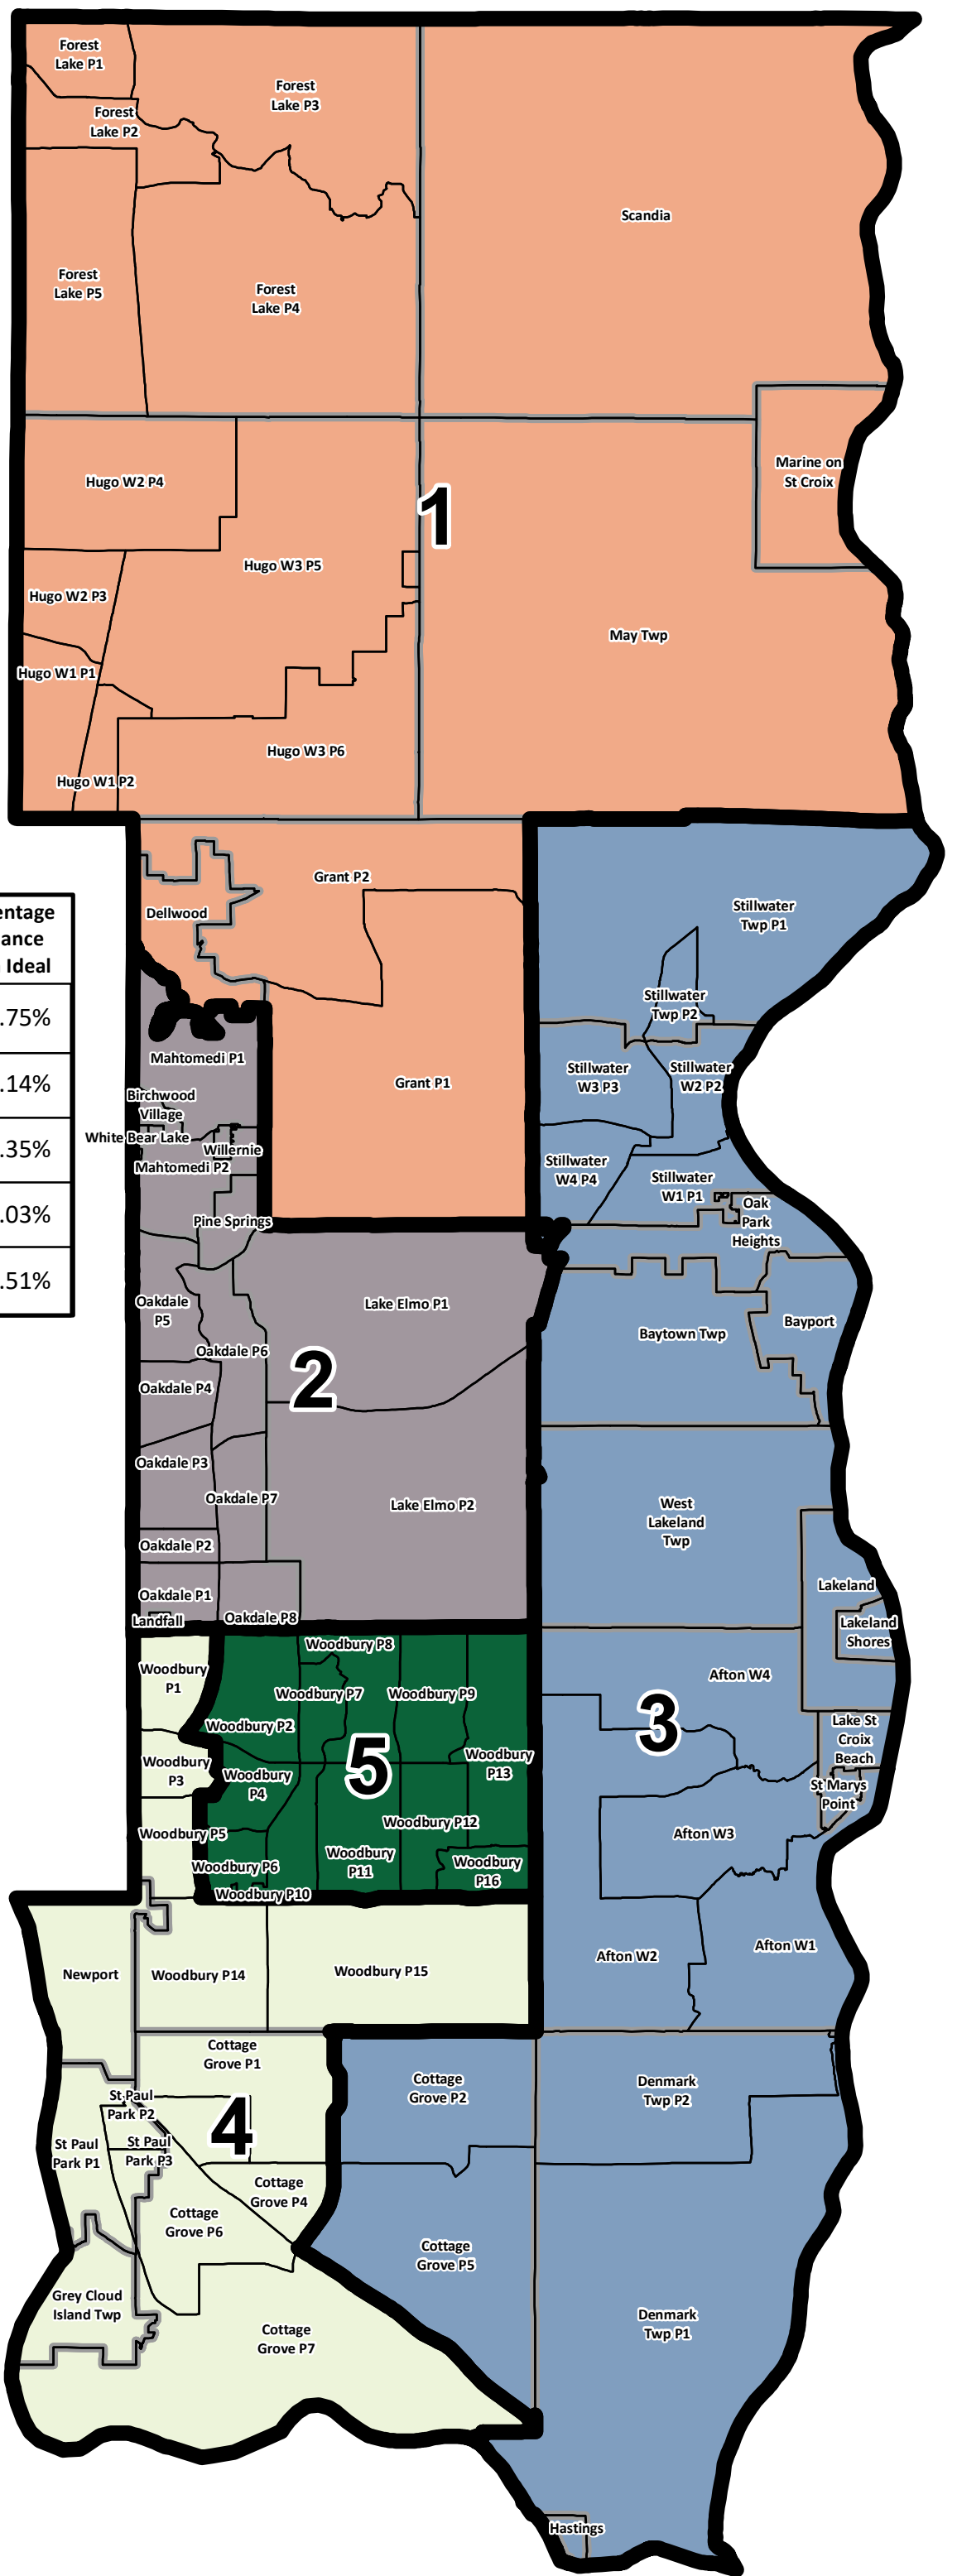 Forest
Lake P1
Forest
Lake P3
Forest
Lake P2
Scandia
Forest
Lake P5
Forest
Lake P4
Marine on
St Croix
Hugo W2 P4
1
Hugo W3 P5
Hugo W2 P3
May Twp
Hugo W1 P1
Hugo W3 P6
Hugo W1 P2
Grant P2
Dellwood
Stillwater
Twp P1
entage
ance
Ideal
.75%
.14%
.35%
.03%
.51%
Stillwater
Twp P2
Mahtomedi P1
Grant P1
Stillwater
W3 P3
Stillwater
W2 P2
Birchwood
Village
White Bear Lake
Willernie
Mahtomedi P2
Stillwater
W4 P4
Stillwater
W1 P1
Oak
Park
Heights
Pine Springs
Oakdale
P5
Lake Elmo P1
Baytown Twp
Bayport
Oakdale P6
2
Oakdale P4
Oakdale P3
Oakdale P7
Lake Elmo P2
West
Lakeland
Twp
Oakdale P2
Oakdale P1
Lakeland
Landfall
Oakdale P8
Lakeland
Shores
Woodbury P8
Woodbury
P1
Afton W4
Woodbury P7
Woodbury P9
Woodbury P2
3
Lake St
Croix
Beach
Woodbury
P3
Woodbury
P4
5
Woodbury
P13
St Marys
Point
Woodbury P5
Woodbury P12
Afton W3
Woodbury P6
Woodbury
P11
Woodbury
P16
Woodbury P10
Afton W2
Afton W1
Newport
Woodbury P14
Woodbury P15
Cottage
Grove P1
Cottage
Grove P2
Denmark
Twp P2
St Paul
Park P2
4
St Paul
Park P1
St Paul
Park P3
Cottage
Grove P4
Cottage
Grove P6
Cottage
Grove P5
Grey Cloud
Island Twp
Cottage
Grove P7
Denmark
Twp P1
Hastings